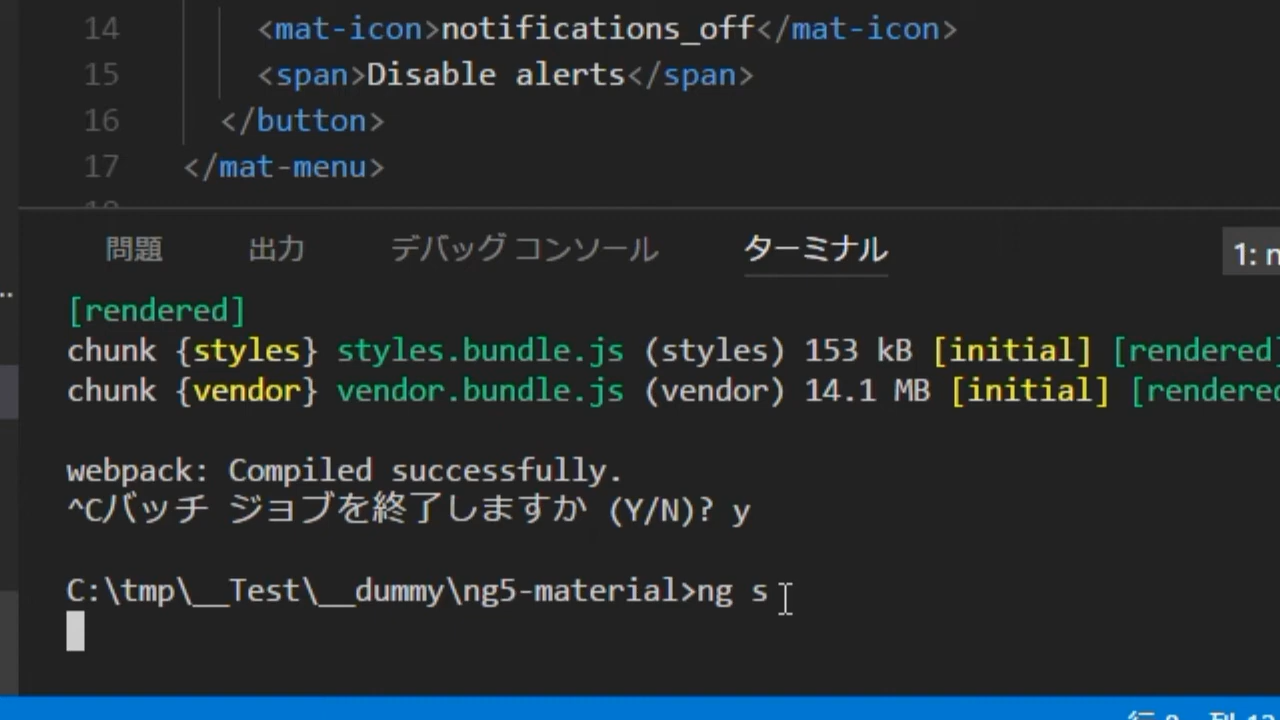 14 <mat-icon>notifications_off</mat-icon>
15 <span>Disable alerts</span>
16 </button>
17 </mat-menu>
18
問題 出力 デバッグ コンソール ターミナル 1:
[rendered]
chunk {styles} styles.bundle.js (styles) 153 kB [initial] [rendered]
chunk {vendor} vendor.bundle.js (vendor) 14.1 MB [initial] [rendere
webpack: Compiled successfully.
^Cバッチ ジョブを終了しますか (Y/N)? y
C:\tmp\__Test\__dummy\ng5-material>ng s